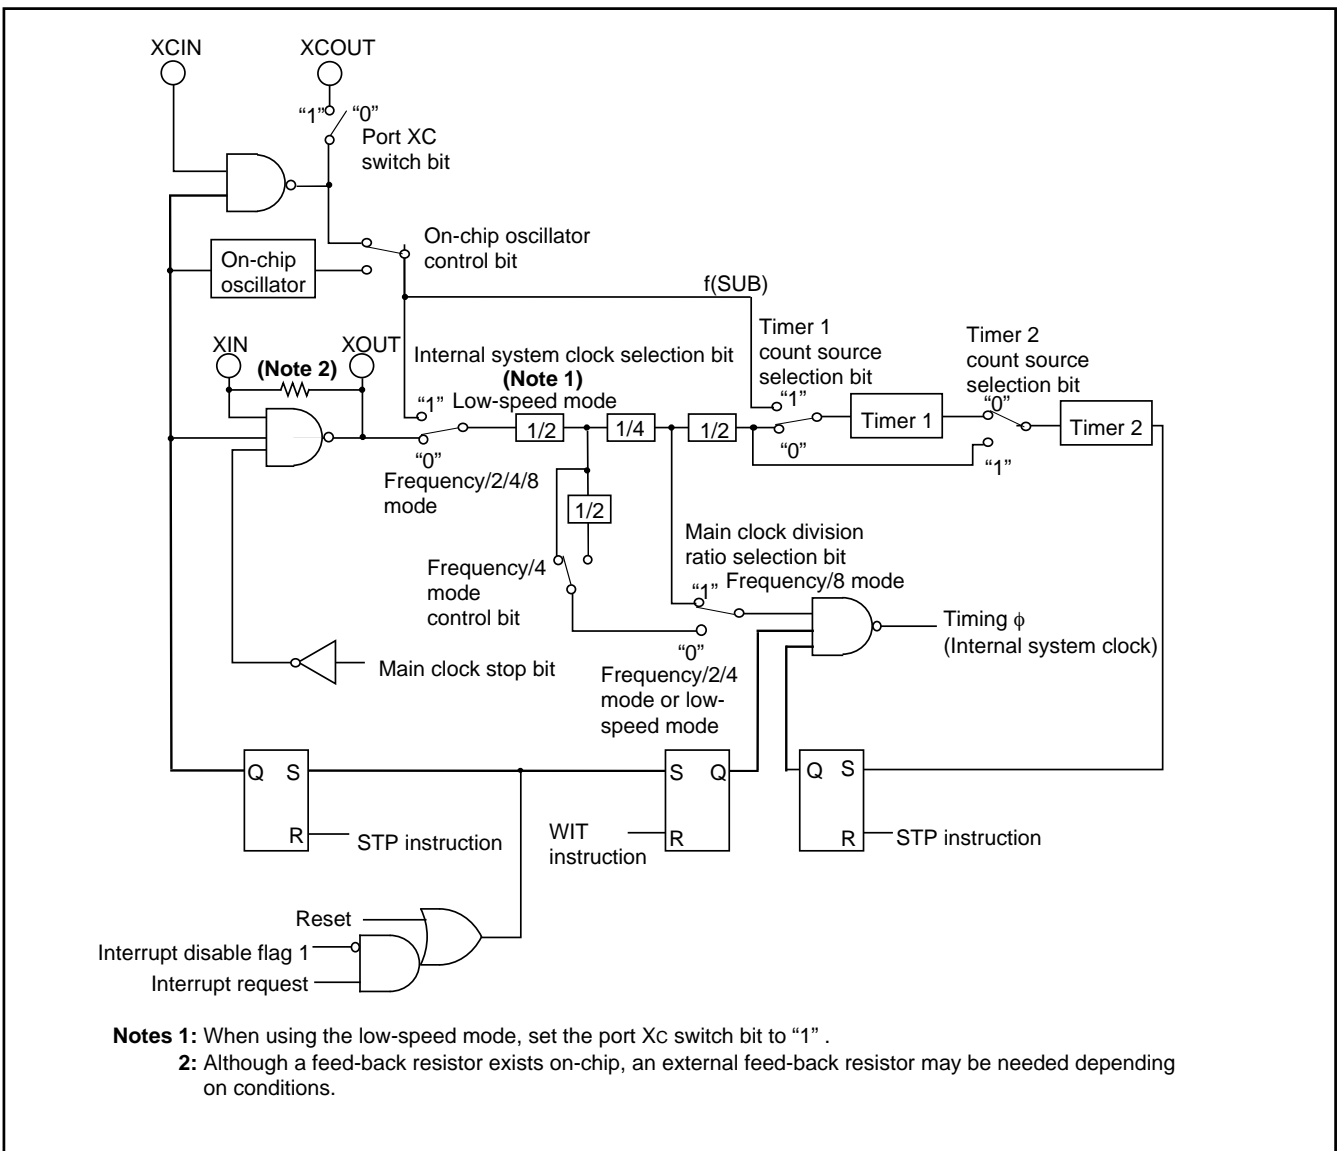 XCIN
XCOUT
“1”
“0”
Port XC
switch bit
On-chip oscillator
control bit
On-chip
oscillator
f(SUB)
XIN
(Note 2)
XOUT
Internal system clock selection bit
(Note 1)
“1”
Low-speed mode
“0”
Frequency/2/4/8
mode
1/2
1/4
1/2
1/2
Timer 1
count source
selection bit
“1”
“0”
Timer 1
Timer 2
count source
selection bit
“0”
“1”
Timer 2
Frequency/4
mode
control bit
Main clock division
ratio selection bit
“1”
Frequency/8 mode
“0”
Frequency/2/4
mode or low-
speed mode
Timing ϕ
(Internal system clock)
Main clock stop bit
Q
S
R
STP instruction
S
Q
R
WIT
instruction
Q
S
R
STP instruction
Reset
Interrupt disable flag 1
Interrupt request
Notes 1: When using the low-speed mode, set the port XC switch bit to “1” .
2: Although a feed-back resistor exists on-chip, an external feed-back resistor may be needed depending
on conditions.